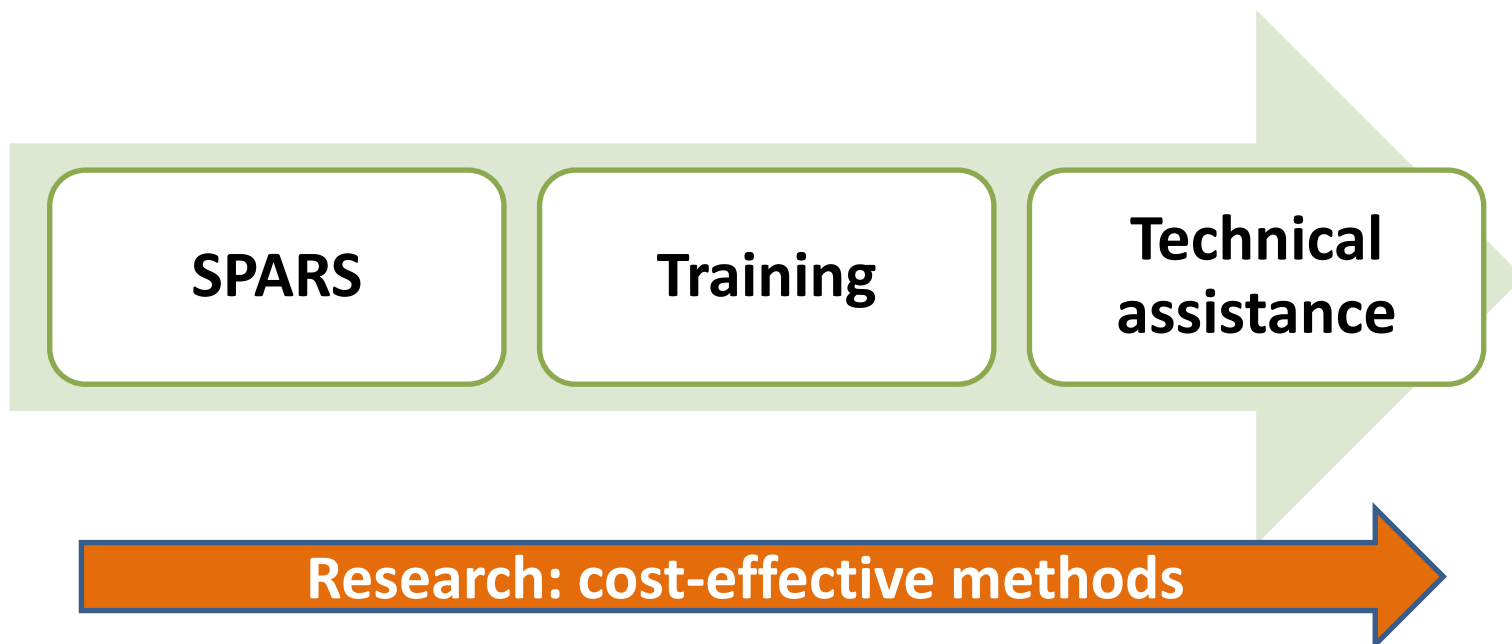 SPARS
Training
Technical
assistance
Research: cost-effective methods